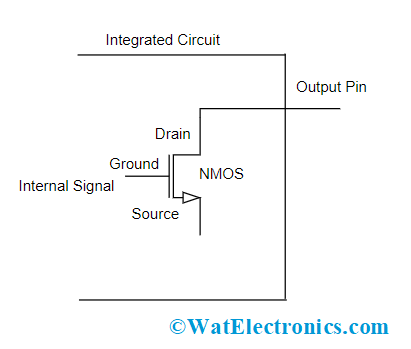 Integrated Circuit
Output Pin
Drain
Ground
NMOS
Internal Signal
Source
©WatElectronics.com